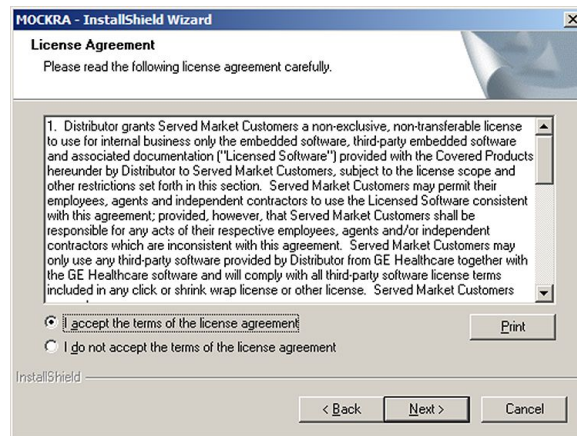 MOCKRA - InstallShield Wizard
License Agreement
Please read the following license agreement carefully.
1.  Distributor grants Served Market Customers a non-exclusive, non-transferable license
to use for internal business only the embedded software, third-party embedded software
and associated documentation ("Licensed Software") provided with the Covered Products
hereunder by Distributor to Served Market Customers, subject to the license scope and
other restrictions set forth in this section.  Served Market Customers may permit their
employees, agents and independent contractors to use the Licensed Software consistent
with this agreement; provided, however, that Served Market Customers shall be
responsible for any acts of their respective employees, agents and/or independent
contractors which are inconsistent with this agreement.  Served Market Customers may
only use any third-party software provided by Distributor from GE Healthcare together with
the GE Healthcare software and will comply with all third-party software license terms
included in any click or shrink wrap license or other license.  Served Market Customers
I accept the terms of the license agreement
Print
I do not accept the terms of the license agreement
InstallShield
< Back
Next >
Cancel